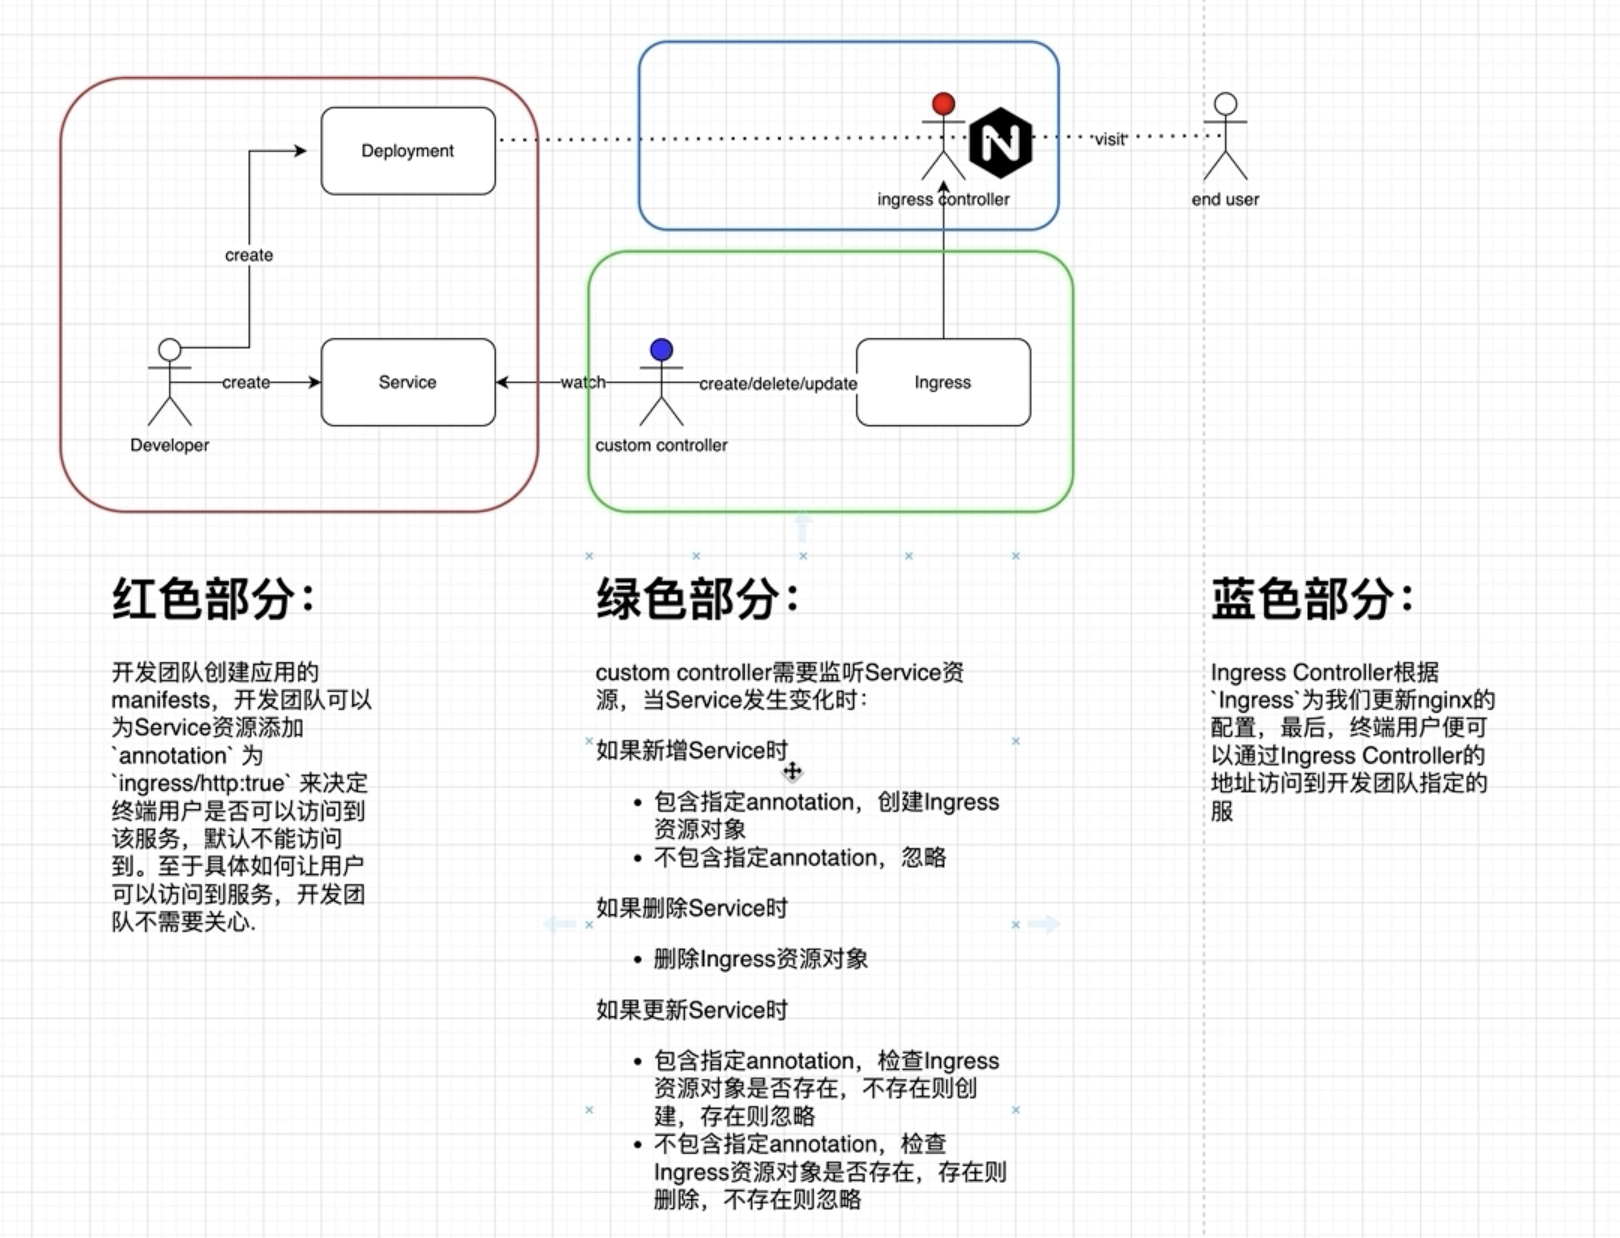 Deployment
visit
ingress controller
end user
create
create
Service
watch
create/delete/update
Ingress
Developer
custom controller
红色部分：
开发团队创建应用的
manifests，开发团队可以
为Service资源添加
`annotation` 为
`ingress/http:true` 来决定
终端用户是否可以访问到
该服务，默认不能访问
到。至于具体如何让用户
可以访问到服务，开发团
队不需要关心.
绿色部分：
custom controller需要监听Service资
源，当Service发生变化时：
如果新增Service时
• 包含指定annotation，创建Ingress
资源对象
• 不包含指定annotation，忽略
如果删除Service时
• 删除Ingress资源对象
如果更新Service时
• 包含指定annotation，检查Ingress
资源对象是否存在，不存在则创
建，存在则忽略
• 不包含指定annotation，检查
Ingress资源对象是否存在，存在则
删除，不存在则忽略
蓝色部分：
Ingress Controller根据
`Ingress`为我们更新nginx的
配置，最后，终端用户便可
以通过Ingress Controller的
地址访问到开发团队指定的
服